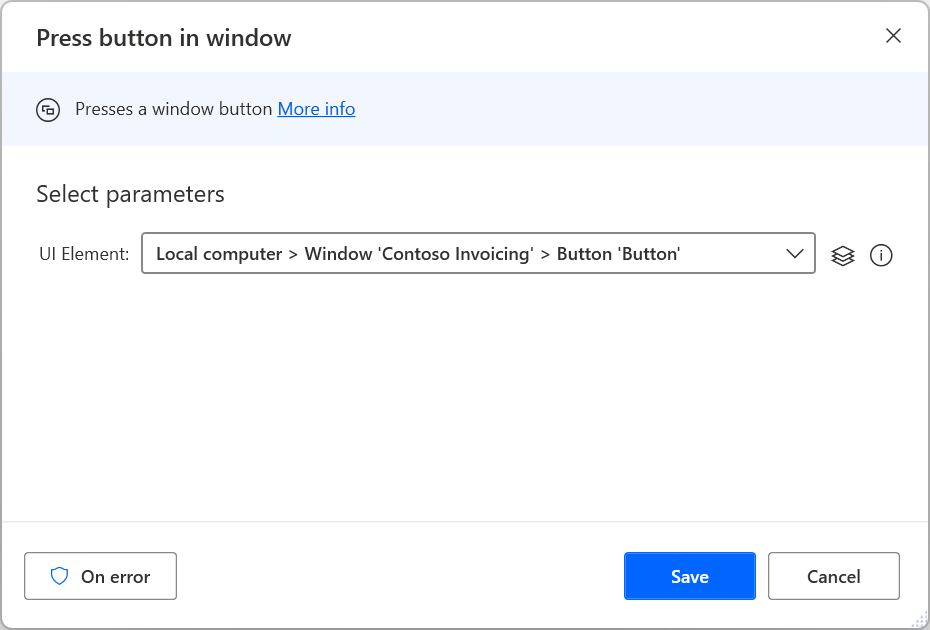 Press button in window
Presses a window button More info
Select parameters
UI Element: Local computer > Window 'Contoso Invoicing' > Button 'Button'
On error Save Cancel